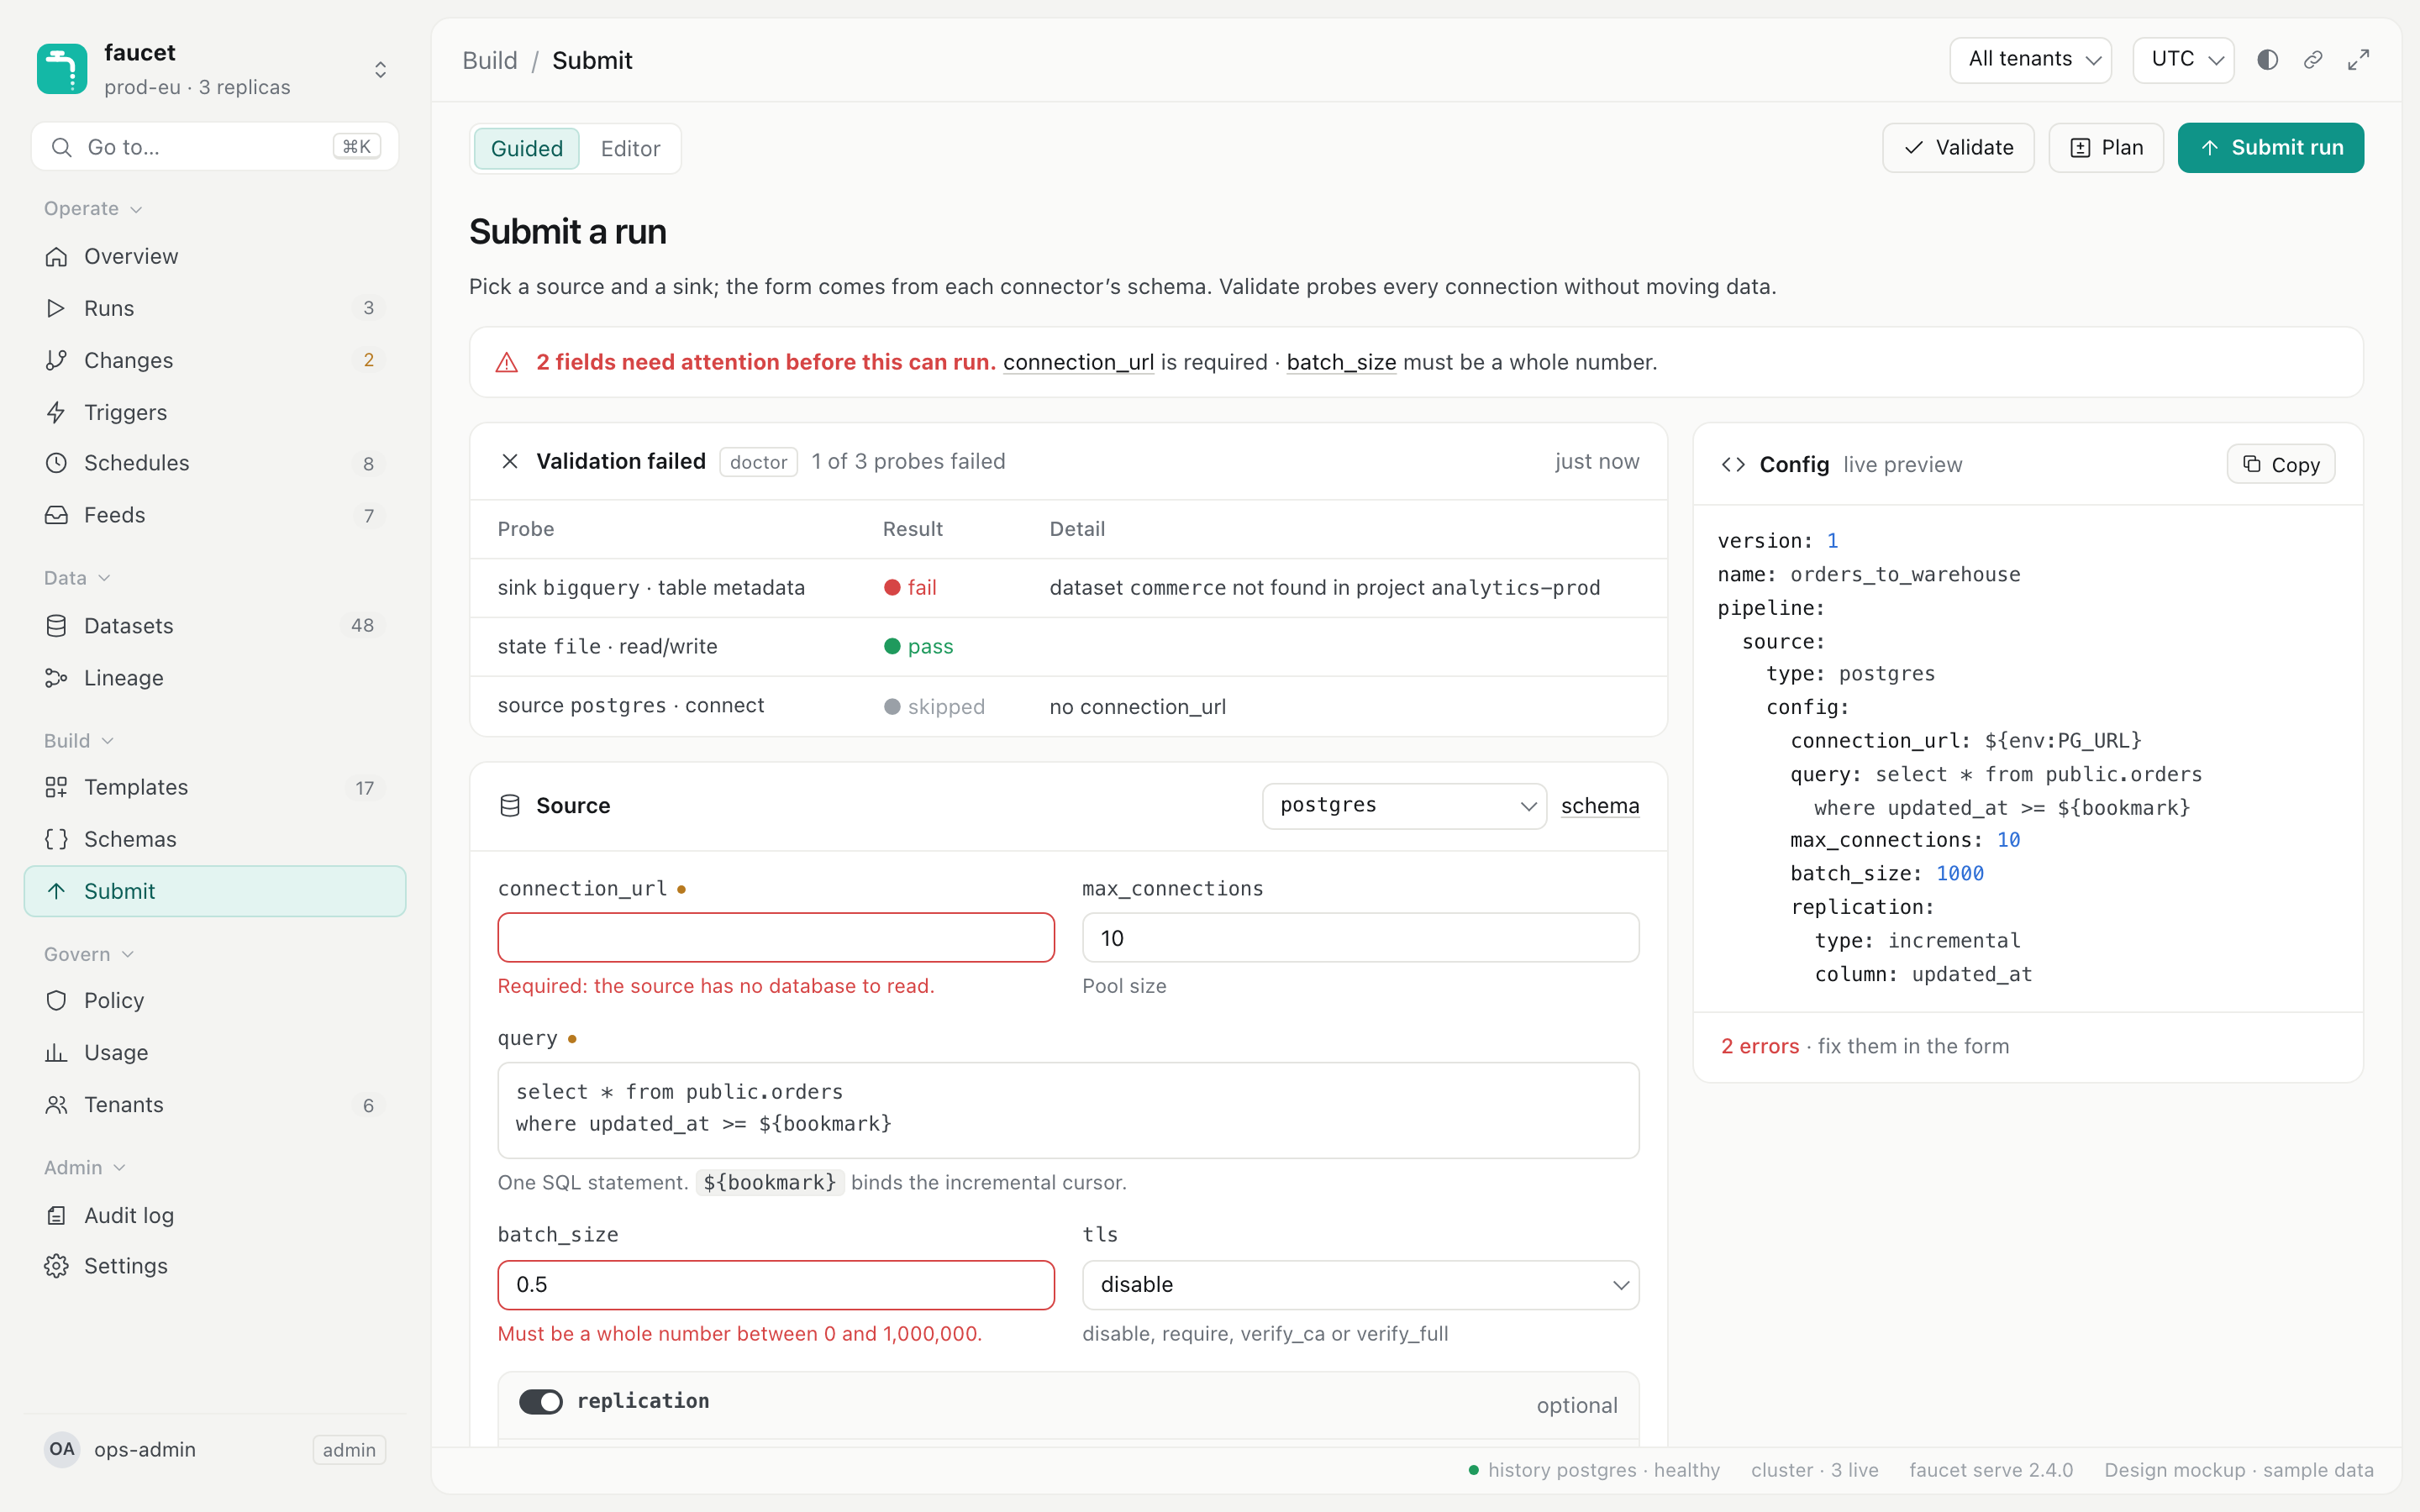 faucet
prod-eu · 3 replicas
Go to... ⌘K
Operate
Overview
Runs 3
Changes 2
Triggers
Schedules 8
Feeds 7
Data
Datasets 48
Lineage
Build
Templates 17
Schemas
Submit
Govern
Policy
Usage
Tenants 6
Admin
Audit log
Settings
OA ops-admin admin
Build / Submit
All tenants UTC
Guided Editor
Validate Plan Submit run
Submit a run
Pick a source and a sink; the form comes from each connector’s schema. Validate probes every connection without moving data.
2 fields need attention before this can run. connection_url is required · batch_size must be a whole number.
Validation failed doctor 1 of 3 probes failed just now
Probe Result Detail
sink bigquery · table metadata fail dataset commerce not found in project analytics-prod
state file · read/write pass
source postgres · connect skipped no connection_url
Source postgres schema
connection_url max_connections
10
Required: the source has no database to read. Pool size
query
select * from public.orders
where updated_at >= ${bookmark}
One SQL statement. ${bookmark} binds the incremental cursor.
batch_size tls
0.5 disable
Must be a whole number between 0 and 1,000,000. disable, require, verify_ca or verify_full
replication optional
Config live preview Copy
version: 1
name: orders_to_warehouse
pipeline:
source:
type: postgres
config:
connection_url: ${env:PG_URL}
query: select * from public.orders
where updated_at >= ${bookmark}
max_connections: 10
batch_size: 1000
replication:
type: incremental
column: updated_at
2 errors · fix them in the form
history postgres · healthy cluster · 3 live faucet serve 2.4.0 Design mockup · sample data